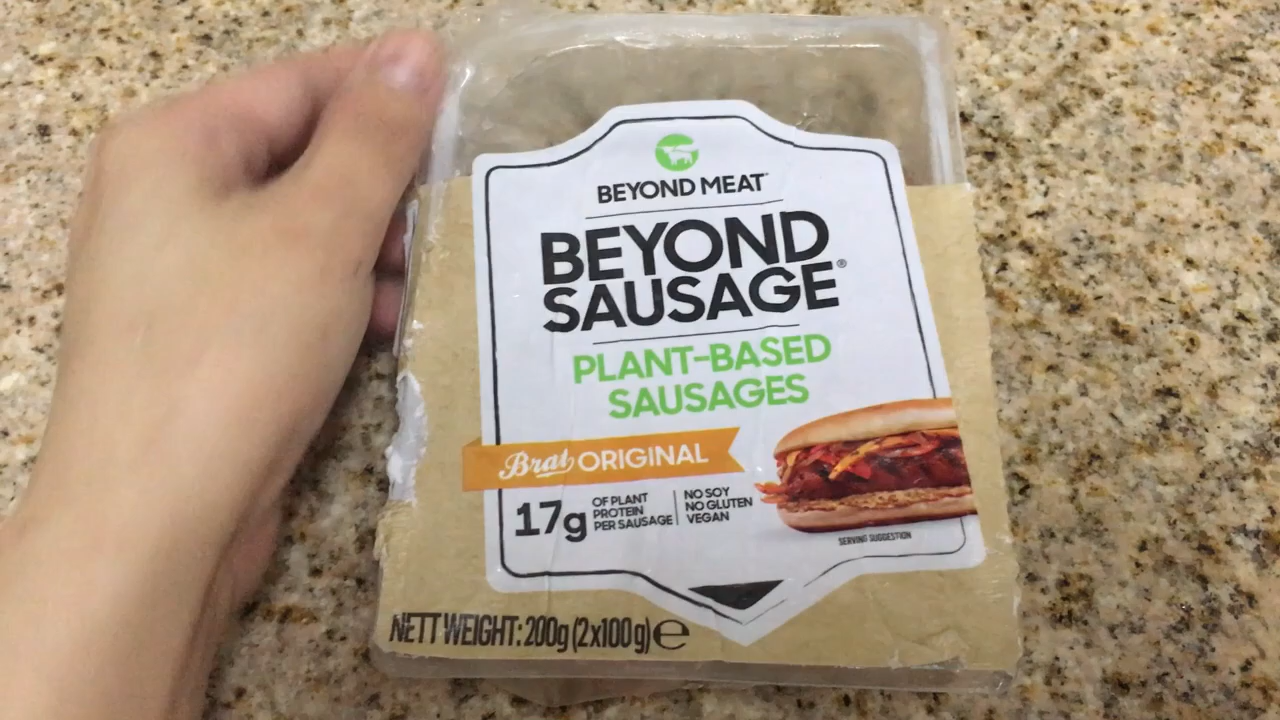 BEYOND MEAT®
BEYOND
SAUSAGE®
PLANT-BASED
SAUSAGES
Brat ORIGINAL
17g
OF PLANT
PROTEIN
PER SAUSAGE
NO SOY
NO GLUTEN
VEGAN
SERVING SUGGESTION
NETT WEIGHT: 200g (2x100g) ℮